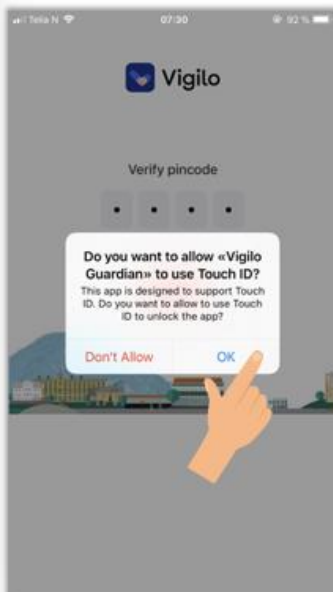 Telia N 07:30 92 %
Vigilo
Verify pincode
Do you want to allow «Vigilo
Guardian» to use Touch ID?
This app is designed to support Touch
ID. Do you want to allow to use Touch
ID to unlock the app?
Don't Allow OK